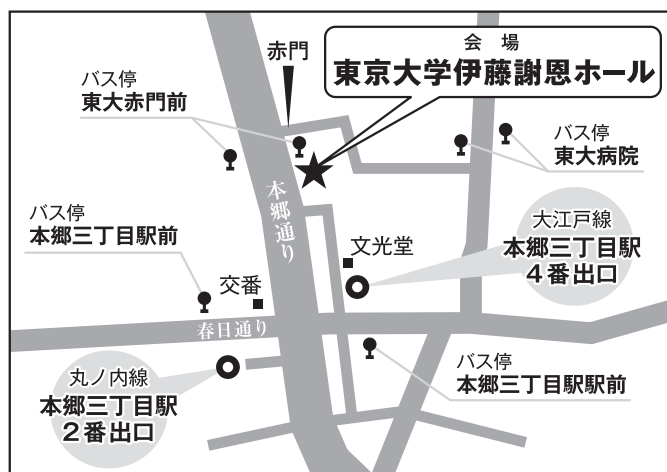 会 場
東京大学伊藤謝恩ホール
赤門
バス停
東大赤門前
バス停
東大病院
バス停
本郷三丁目駅前
本郷通り
大江戸線
本郷三丁目駅
4番出口
文光堂
交番
春日通り
丸ノ内線
本郷三丁目駅
2番出口
バス停
本郷三丁目駅駅前